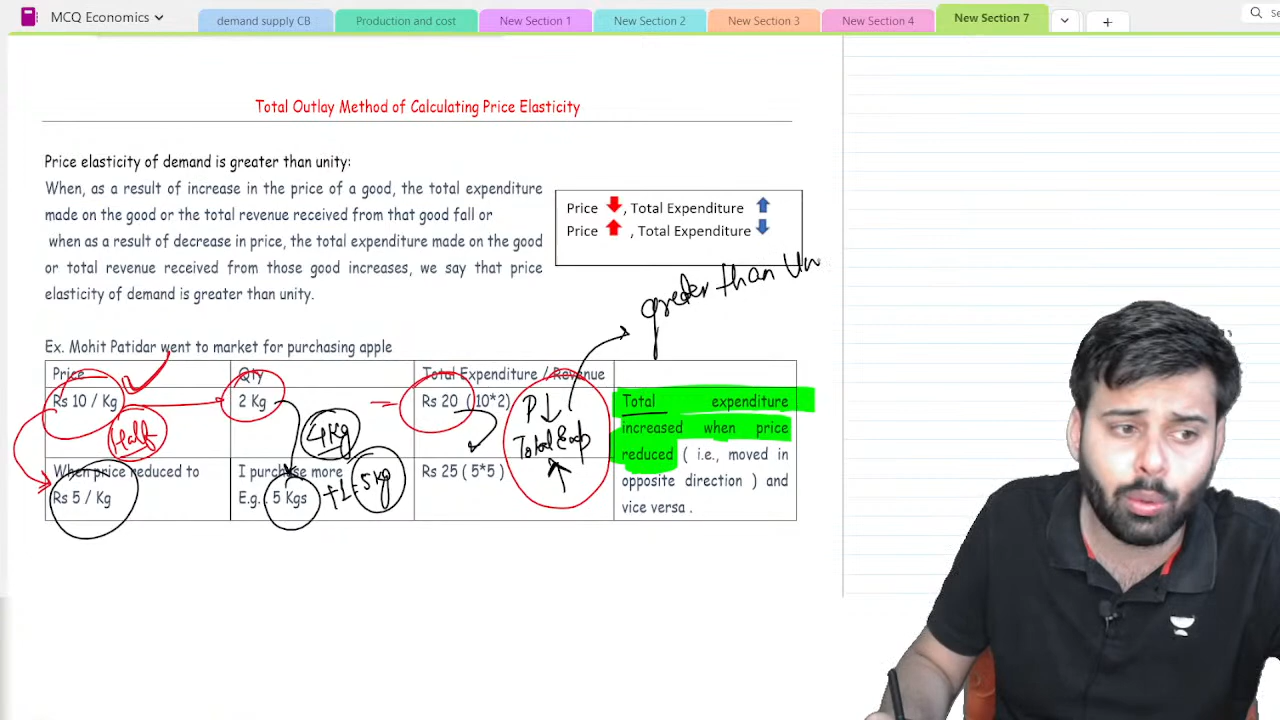 MCQ Economics
demand supply CB
Production and cost
New Section 1
New Section 2
New Section 3
New Section 4
New Section 7
+
Se
Total Outlay Method of Calculating Price Elasticity
Price elasticity of demand is greater than unity:
When, as a result of increase in the price of a good, the total expenditure
made on the good or the total revenue received from that good fall or
when as a result of decrease in price, the total expenditure made on the good
or total revenue received from those good increases, we say that price
elasticity of demand is greater than unity.
Price , Total Expenditure
Price , Total Expenditure
greter than Un
Ex. Mohit Patidar went to market for purchasing apple
Price Qty Total Expenditure / Revenue
Rs 10 / Kg 2 Kg Rs 20 (10*2)
Half
4Kg
P↓
Total Exp
↑
Total expenditure
increased when price
reduced ( i.e., moved in
opposite direction ) and
vice versa .
When price reduced to
Rs 5 / Kg
I purchase more
E.g. 5 Kgs
+1=5Kg
Rs 25 ( 5*5 )